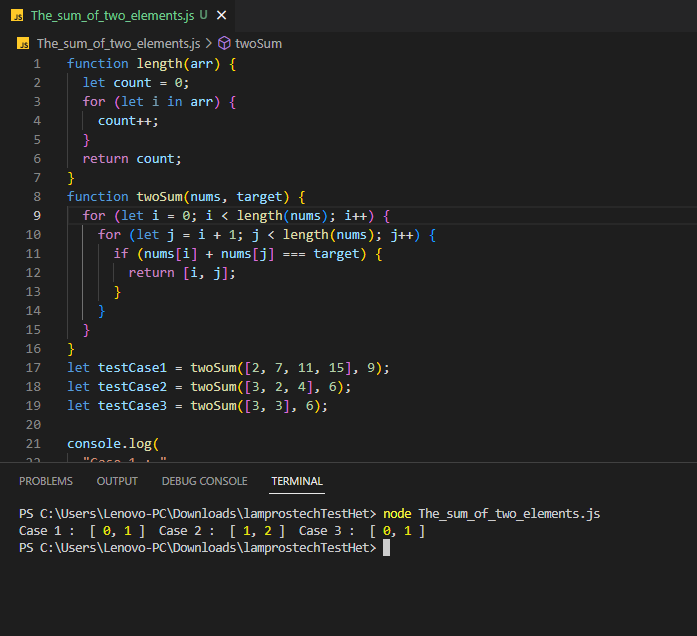 JS The_sum_of_two_elements.js U ×
JS The_sum_of_two_elements.js > twoSum
1 function length(arr) {
2 let count = 0;
3 for (let i in arr) {
4 count++;
5 }
6 return count;
7 }
8 function twoSum(nums, target) {
9 for (let i = 0; i < length(nums); i++) {
10 for (let j = i + 1; j < length(nums); j++) {
11 if (nums[i] + nums[j] === target) {
12 return [i, j];
13 }
14 }
15 }
16 }
17 let testCase1 = twoSum([2, 7, 11, 15], 9);
18 let testCase2 = twoSum([3, 2, 4], 6);
19 let testCase3 = twoSum([3, 3], 6);
20
21 console.log(
22 "Case 1 : "
PROBLEMS OUTPUT DEBUG CONSOLE TERMINAL
PS C:\Users\Lenovo-PC\Downloads\lamprostechTestHet> node The_sum_of_two_elements.js
Case 1 :  [ 0, 1 ]  Case 2 :  [ 1, 2 ]  Case 3 :  [ 0, 1 ]
PS C:\Users\Lenovo-PC\Downloads\lamprostechTestHet>